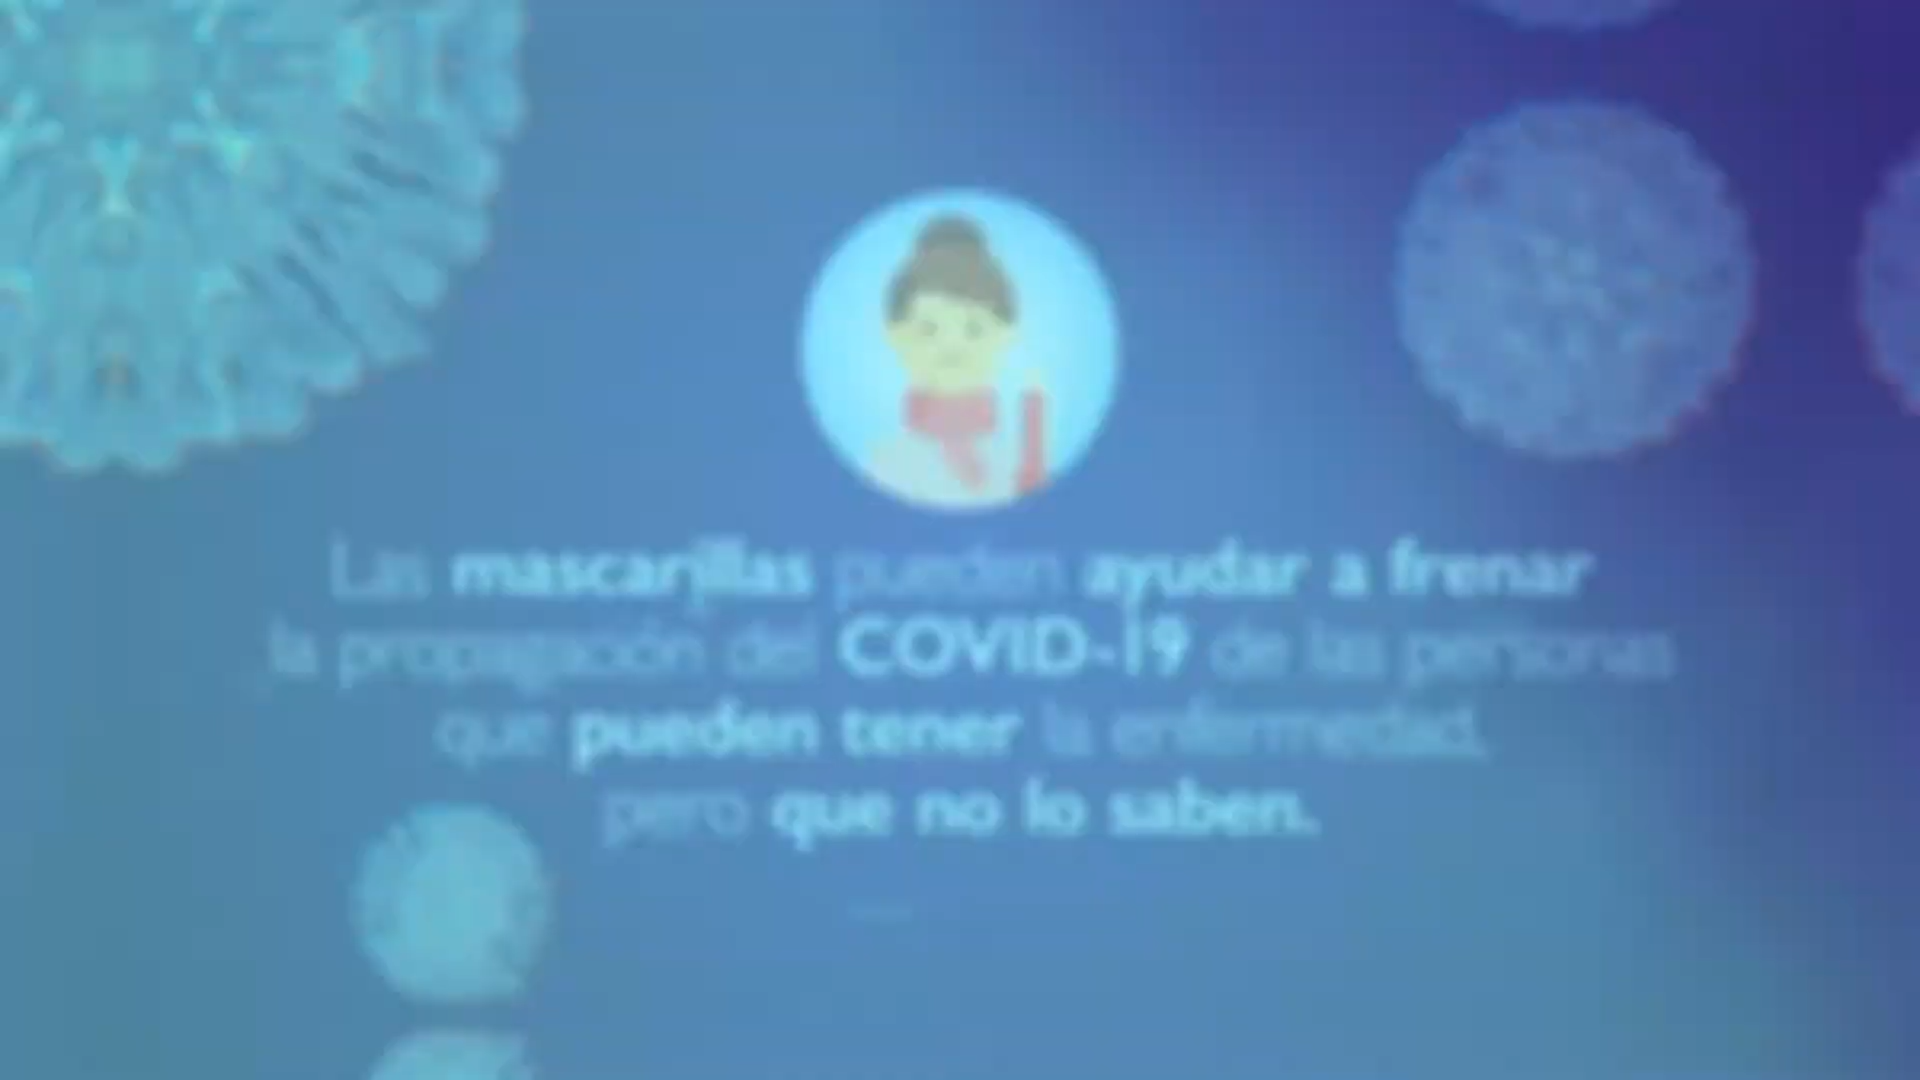 Las mascarillas pueden ayudar a frenar
la propagación del COVID-19 de las personas
que pueden tener la enfermedad,
pero que no lo saben.